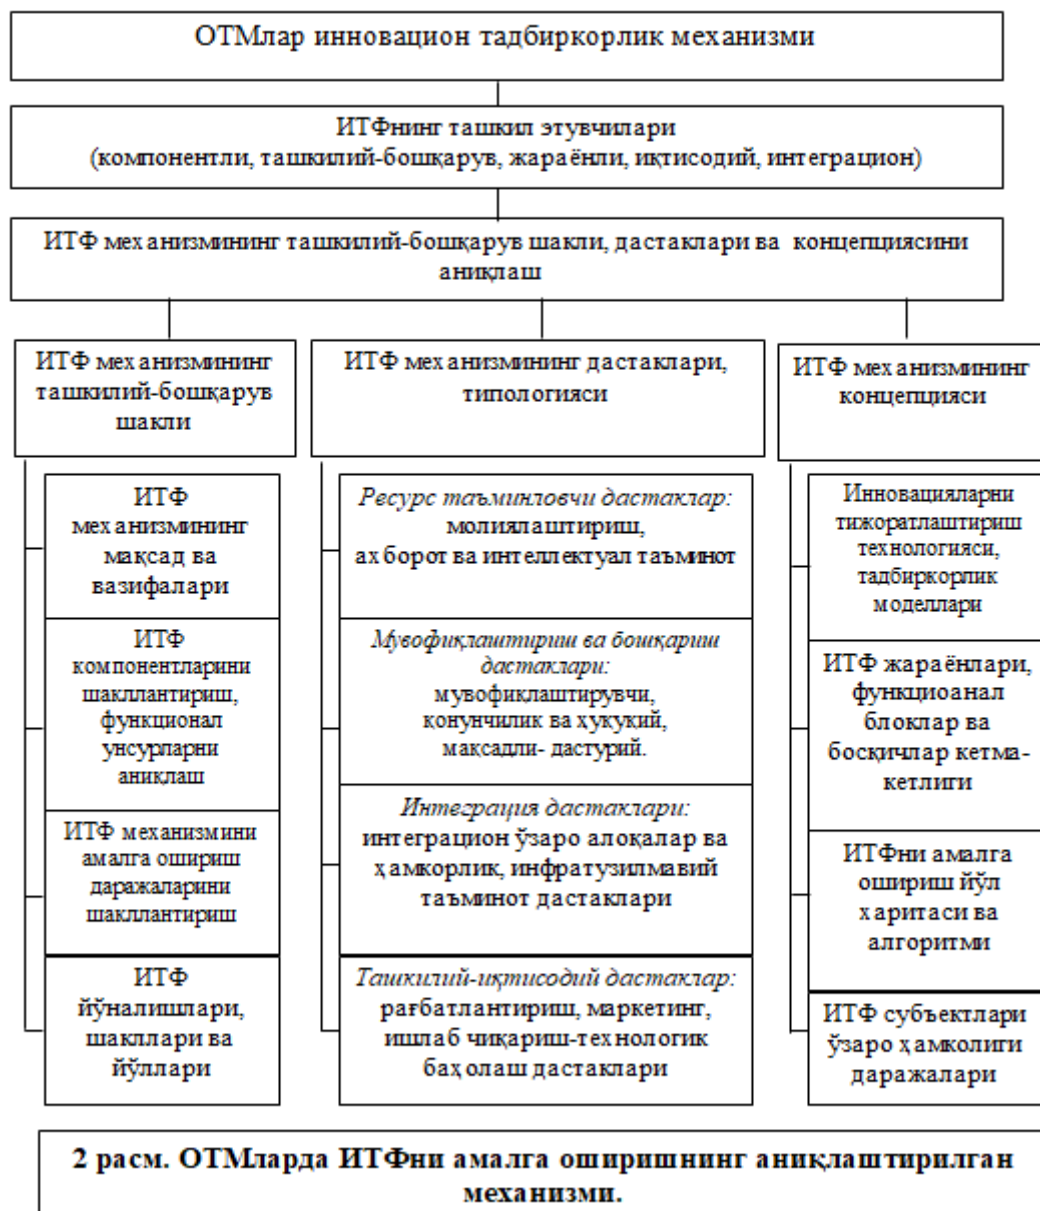 ОТМлар инновацион тадбиркорлик механизми
ИТФнинг ташкил этувчилари
(компонентли, ташкилий-бошқарув, жараёнли, иқтисодий, интеграцион)
ИТФ механизмининг ташкилий-бошқарув шакли, дастаклари ва концепциясини
аниқлаш
ИТФ механизмининг
ташкилий-бошқарув
шакли
ИТФ
механизмининг
мақсад ва
вазифалари
ИТФ
компонентларини
шакллантириш,
функционал
унсурларни
аниқлаш
ИТФ механизмини
амалга ошириш
даражаларини
шакллантириш
ИТФ
йўналишлари,
шакллари ва
йўллари
ИТФ механизмининг дастаклари,
типологияси
Ресурс таъминловчи дастаклар:
молиялаштириш,
ахборот ва интеллектуал таъминот
Мувофиқлаштириш ва бошқариш
дастаклари:
мувофиқлаштирувчи,
қонунчилик ва ҳуқуқий,
мақсадли- дастурий.
Интеграция дастаклари:
интеграцион ўзаро алоқалар ва
ҳамкорлик, инфратузилмавий
таъминот дастаклари
Ташкилий-иқтисодий дастаклар:
рағбатлантириш, маркетинг,
ишлаб чиқариш-технологик
баҳолаш дастаклари
ИТФ механизмининг
концепцияси
Инновацияларни
тижоратлаштириш
технологияси,
тадбиркорлик
моделлари
ИТФ жараёнлари,
функциоанал
блоклар ва
босқичлар кетма-
кетлиги
ИТФни амалга
ошириш йўл
харитаси ва
алгоритми
ИТФ субъектлари
ўзаро ҳамколиги
даражалари
2 расм. ОТМларда ИТФни амалга оширишнинг аниқлаштирилган
механизми.